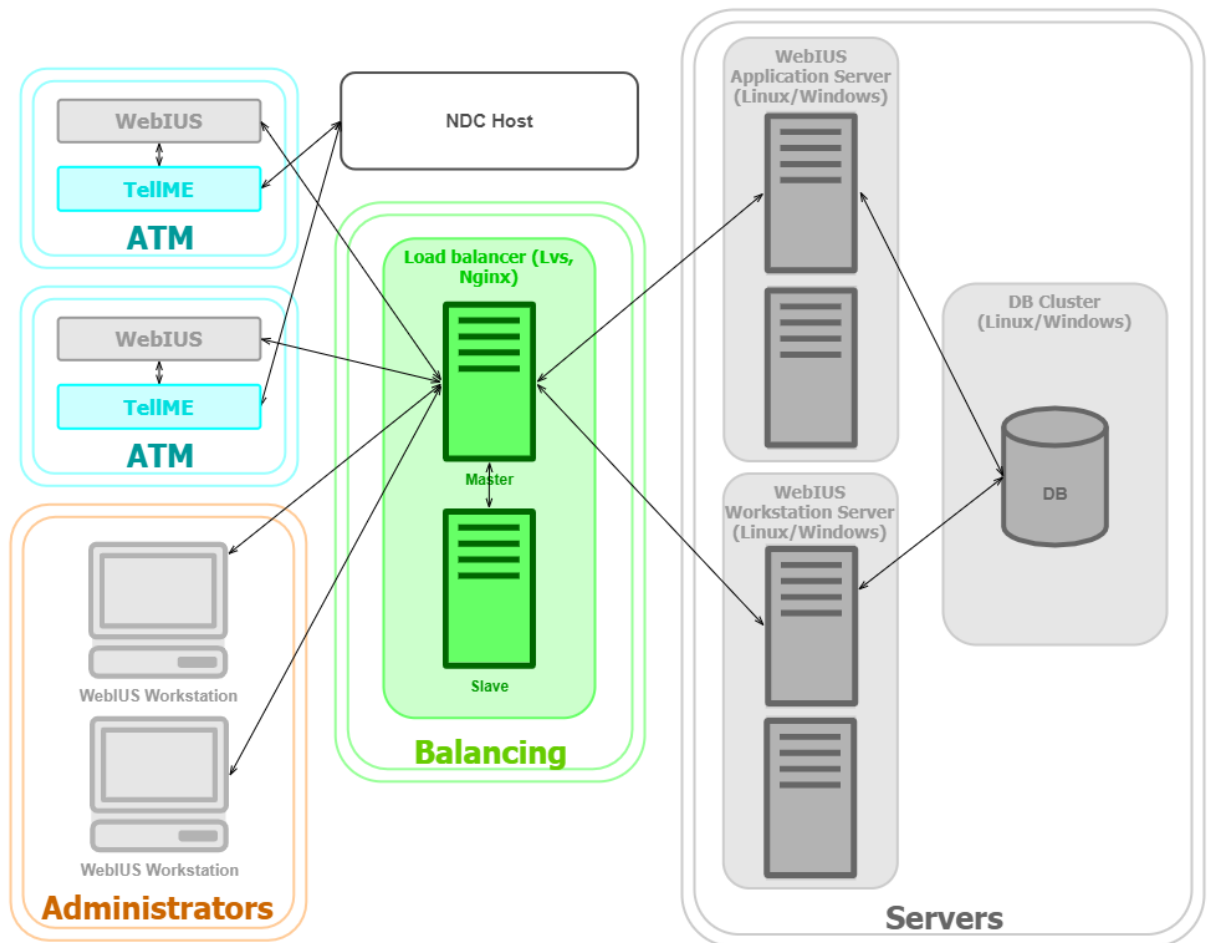 WebIUS
TellME
ATM
WebIUS
TellME
ATM
WebIUS Workstation
WebIUS Workstation
Administrators
NDC Host
Load balancer (Lvs,
Nginx)
Master
Slave
Balancing
WebIUS
Application Server
(Linux/Windows)
WebIUS
Workstation Server
(Linux/Windows)
DB Cluster
(Linux/Windows)
DB
Servers